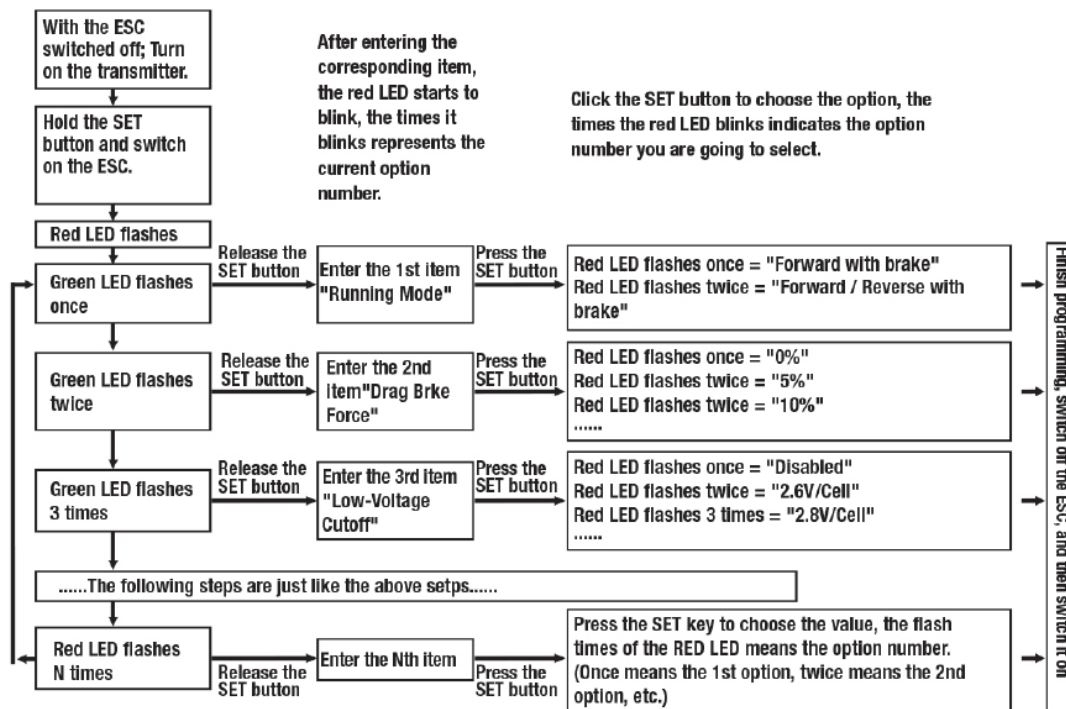 With the ESC
switched off; Turn
on the transmitter.
After entering the
corresponding item,
the red LED starts to
blink, the times it
blinks represents the
current option
number.
Click the SET button to choose the option, the
times the red LED blinks indicates the option
number you are going to select.
Hold the SET
button and switch
on the ESC.
Red LED flashes
Green LED flashes
once
Release the
SET button
Enter the 1st item
"Running Mode"
Press the
SET button
Red LED flashes once = "Forward with brake"
Red LED flashes twice = "Forward / Reverse with
brake"
Green LED flashes
twice
Release the
SET button
Enter the 2nd
item"Drag Brke
Force"
Press the
SET button
Red LED flashes once = "0%"
Red LED flashes twice = "5%"
Red LED flashes twice = "10%"
......
Green LED flashes
3 times
Release the
SET button
Enter the 3rd item
"Low-Voltage
Cutoff"
Press the
SET button
Red LED flashes once = "Disabled"
Red LED flashes twice = "2.6V/Cell"
Red LED flashes 3 times = "2.8V/Cell"
......
......The following steps are just like the above setps......
Red LED flashes
N times
Release the
SET button
Enter the Nth item
Press the
SET button
Press the SET key to choose the value, the flash
times of the RED LED means the option number.
(Once means the 1st option, twice means the 2nd
option, etc.)
Finish programming, switch off the ESC, and then switch it on